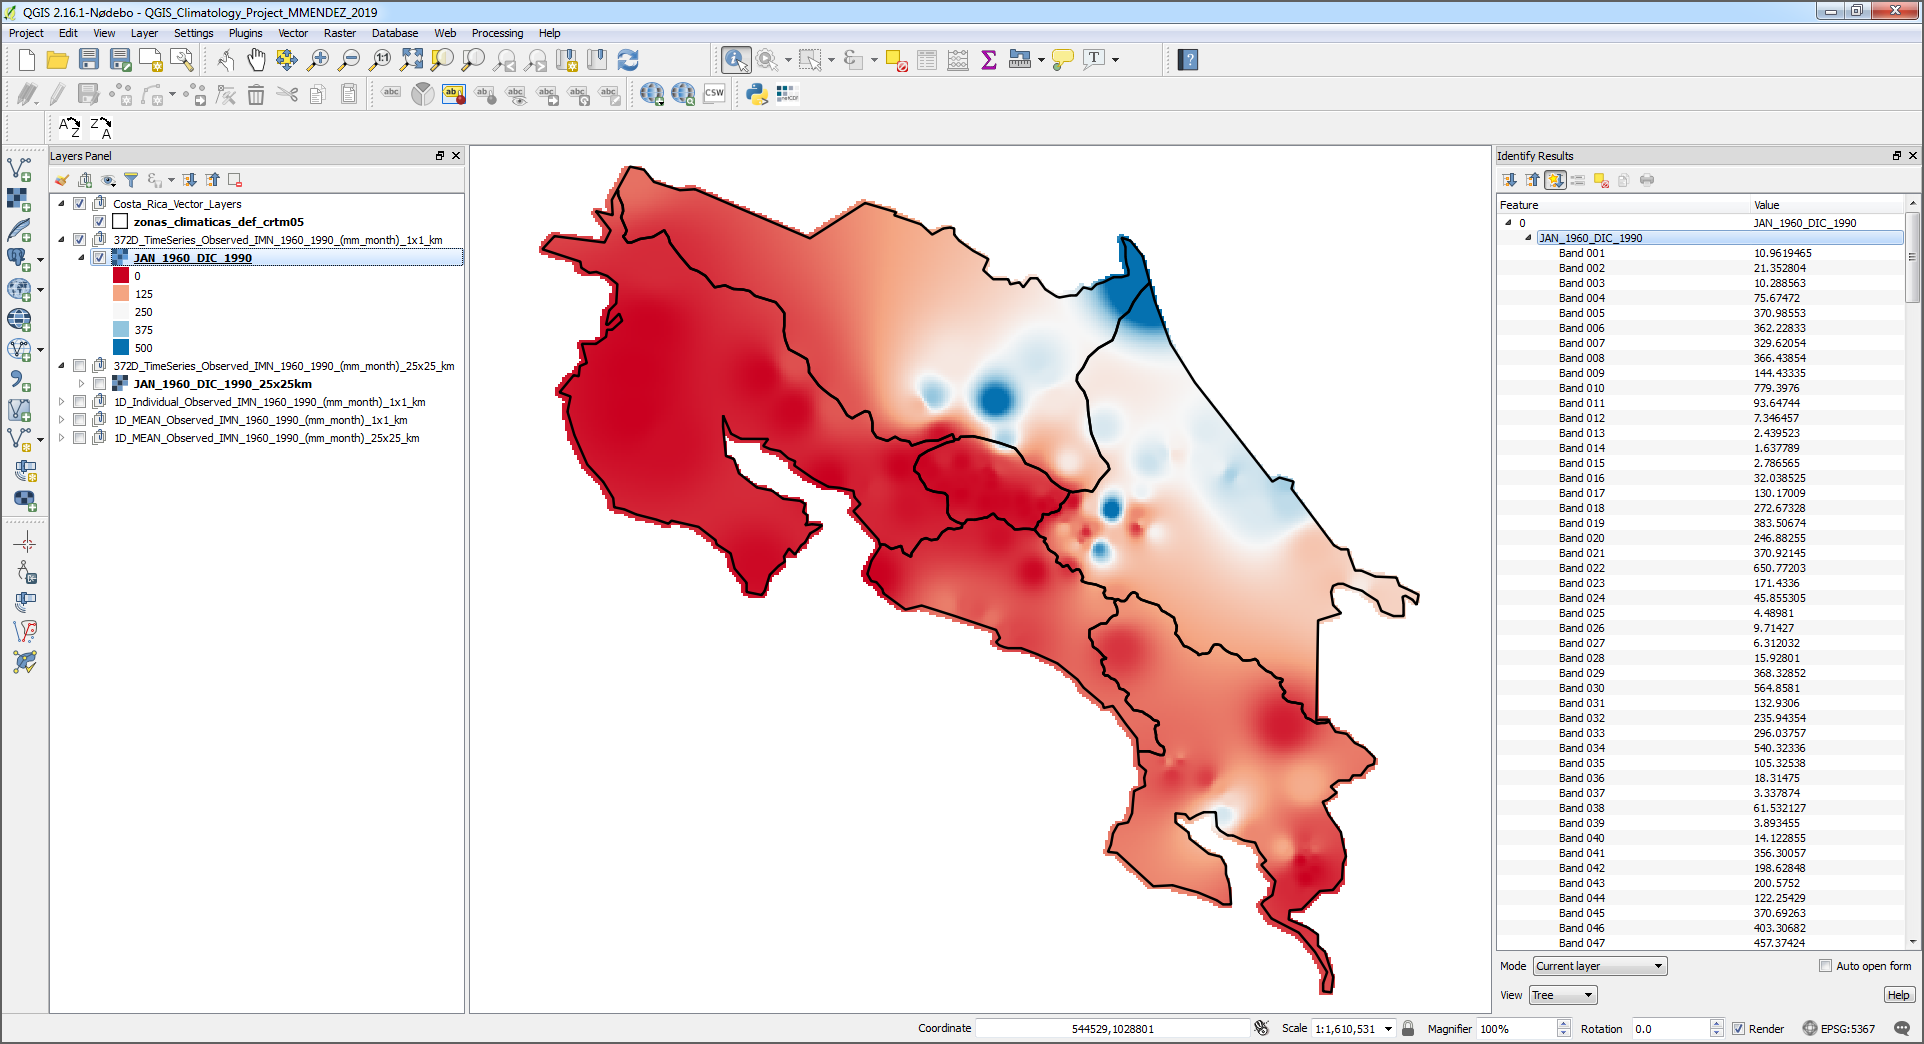 QGIS 2.16.1-Nødebo - QGIS_Climatology_Project_MMENDEZ_2019
Project Edit View Layer Settings Plugins Vector Raster Database Web Processing Help
1:1
T
?
abc
ab
ab
abc
abc
abc
abc
CSW
netCDF
A Z
Z A
Layers Panel
Costa_Rica_Vector_Layers
zonas_climaticas_def_crtm05
372D_TimeSeries_Observed_IMN_1960_1990_(mm_month)_1x1_km
JAN_1960_DIC_1990
0
125
250
375
500
372D_TimeSeries_Observed_IMN_1960_1990_(mm_month)_25x25_km
JAN_1960_DIC_1990_25x25km
1D_Individual_Observed_IMN_1960_1990_(mm_month)_1x1_km
1D_MEAN_Observed_IMN_1960_1990_(mm_month)_1x1_km
1D_MEAN_Observed_IMN_1960_1990_(mm_month)_25x25_km
Identify Results
Feature Value
0 JAN_1960_DIC_1990
JAN_1960_DIC_1990
Band 001 10.9619465
Band 002 21.352804
Band 003 10.288563
Band 004 75.67472
Band 005 370.98553
Band 006 362.22833
Band 007 329.62054
Band 008 366.43854
Band 009 144.43335
Band 010 779.3976
Band 011 93.64744
Band 012 7.346457
Band 013 2.439523
Band 014 1.637789
Band 015 2.786565
Band 016 32.038525
Band 017 130.17009
Band 018 272.67328
Band 019 383.50674
Band 020 246.88255
Band 021 370.92145
Band 022 650.77203
Band 023 171.4336
Band 024 45.855305
Band 025 4.48981
Band 026 9.71427
Band 027 6.312032
Band 028 15.92801
Band 029 368.32852
Band 030 564.8581
Band 031 132.9306
Band 032 235.94354
Band 033 296.03757
Band 034 540.32336
Band 035 105.32538
Band 036 18.31475
Band 037 3.337874
Band 038 61.532127
Band 039 3.893455
Band 040 14.122855
Band 041 356.30057
Band 042 198.62848
Band 043 200.5752
Band 044 122.25429
Band 045 370.69263
Band 046 403.30682
Band 047 457.37424
Mode Current layer Auto open form
View Tree Help
Coordinate 544529,1028801 Scale 1:1,610,531 Magnifier 100% Rotation 0.0 Render EPSG:5367